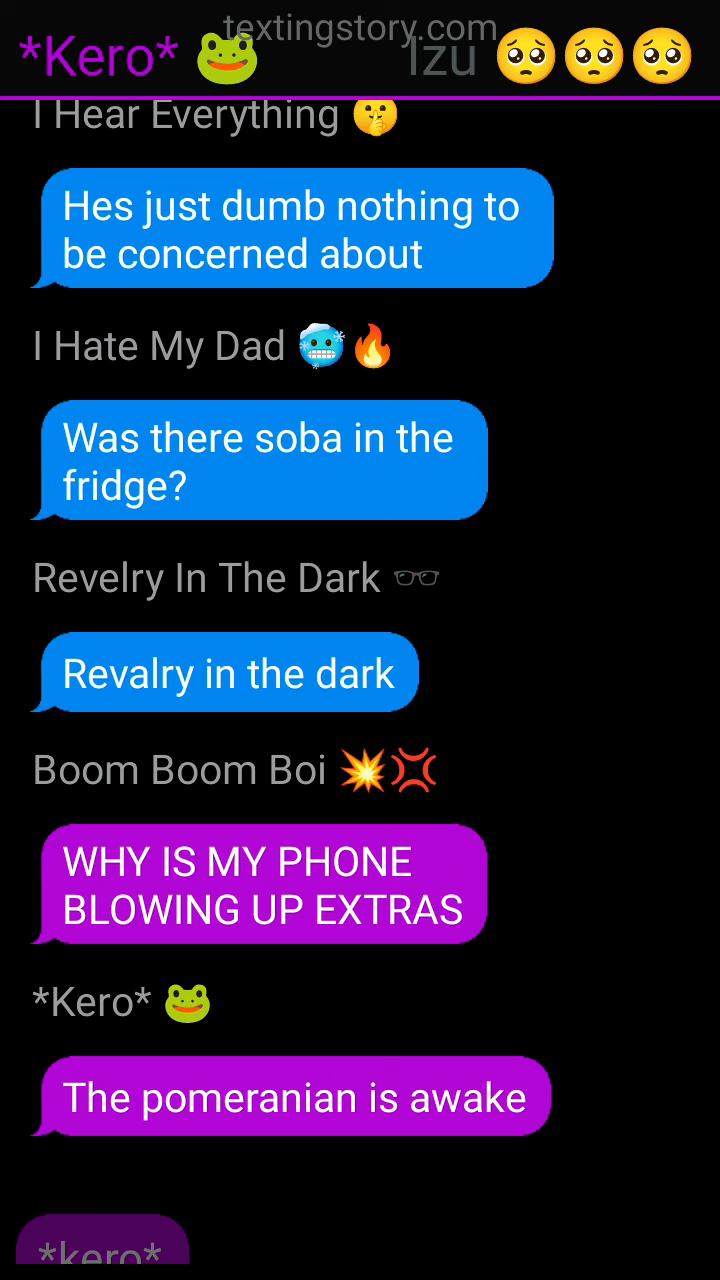 textingstory.com
*Kero* 🐸 Izu 🥺🥺🥺
I Hear Everything 🤫
Hes just dumb nothing to
be concerned about
I Hate My Dad 🥶🔥
Was there soba in the
fridge?
Revelry In The Dark 🕶️
Revalry in the dark
Boom Boom Boi 💥💢
WHY IS MY PHONE
BLOWING UP EXTRAS
*Kero* 🐸
The pomeranian is awake
*kero*